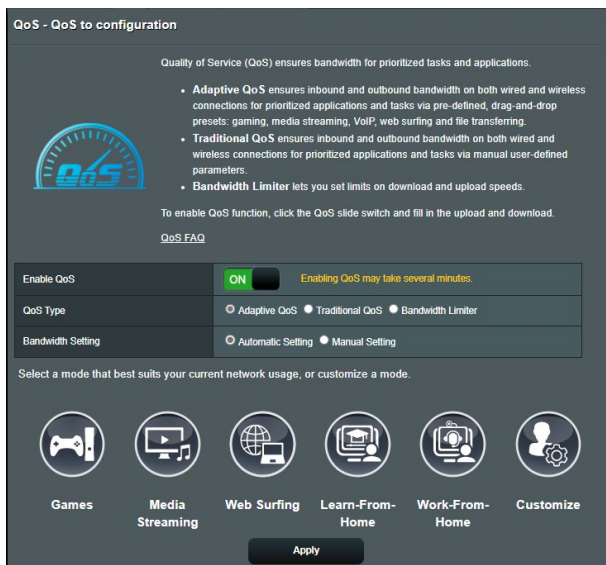 QoS - QoS to configuration
Quality of Service (QoS) ensures bandwidth for prioritized tasks and applications.
• Adaptive QoS ensures inbound and outbound bandwidth on both wired and wireless
connections for prioritized applications and tasks via pre-defined, drag-and-drop
presets: gaming, media streaming, VoIP, web surfing and file transferring.
• Traditional QoS ensures inbound and outbound bandwidth on both wired and
wireless connections for prioritized applications and tasks via manual user-defined
parameters.
• Bandwidth Limiter lets you set limits on download and upload speeds.
QoS
To enable QoS function, click the QoS slide switch and fill in the upload and download.
QoS FAQ
Enable QoS
ON
Enabling QoS may take several minutes.
QoS Type
Adaptive QoS Traditional QoS Bandwidth Limiter
Bandwidth Setting
Automatic Setting Manual Setting
Select a mode that best suits your current network usage, or customize a mode.
Games
Media
Streaming
Web Surfing
Learn-From-
Home
Work-From-
Home
Customize
Apply